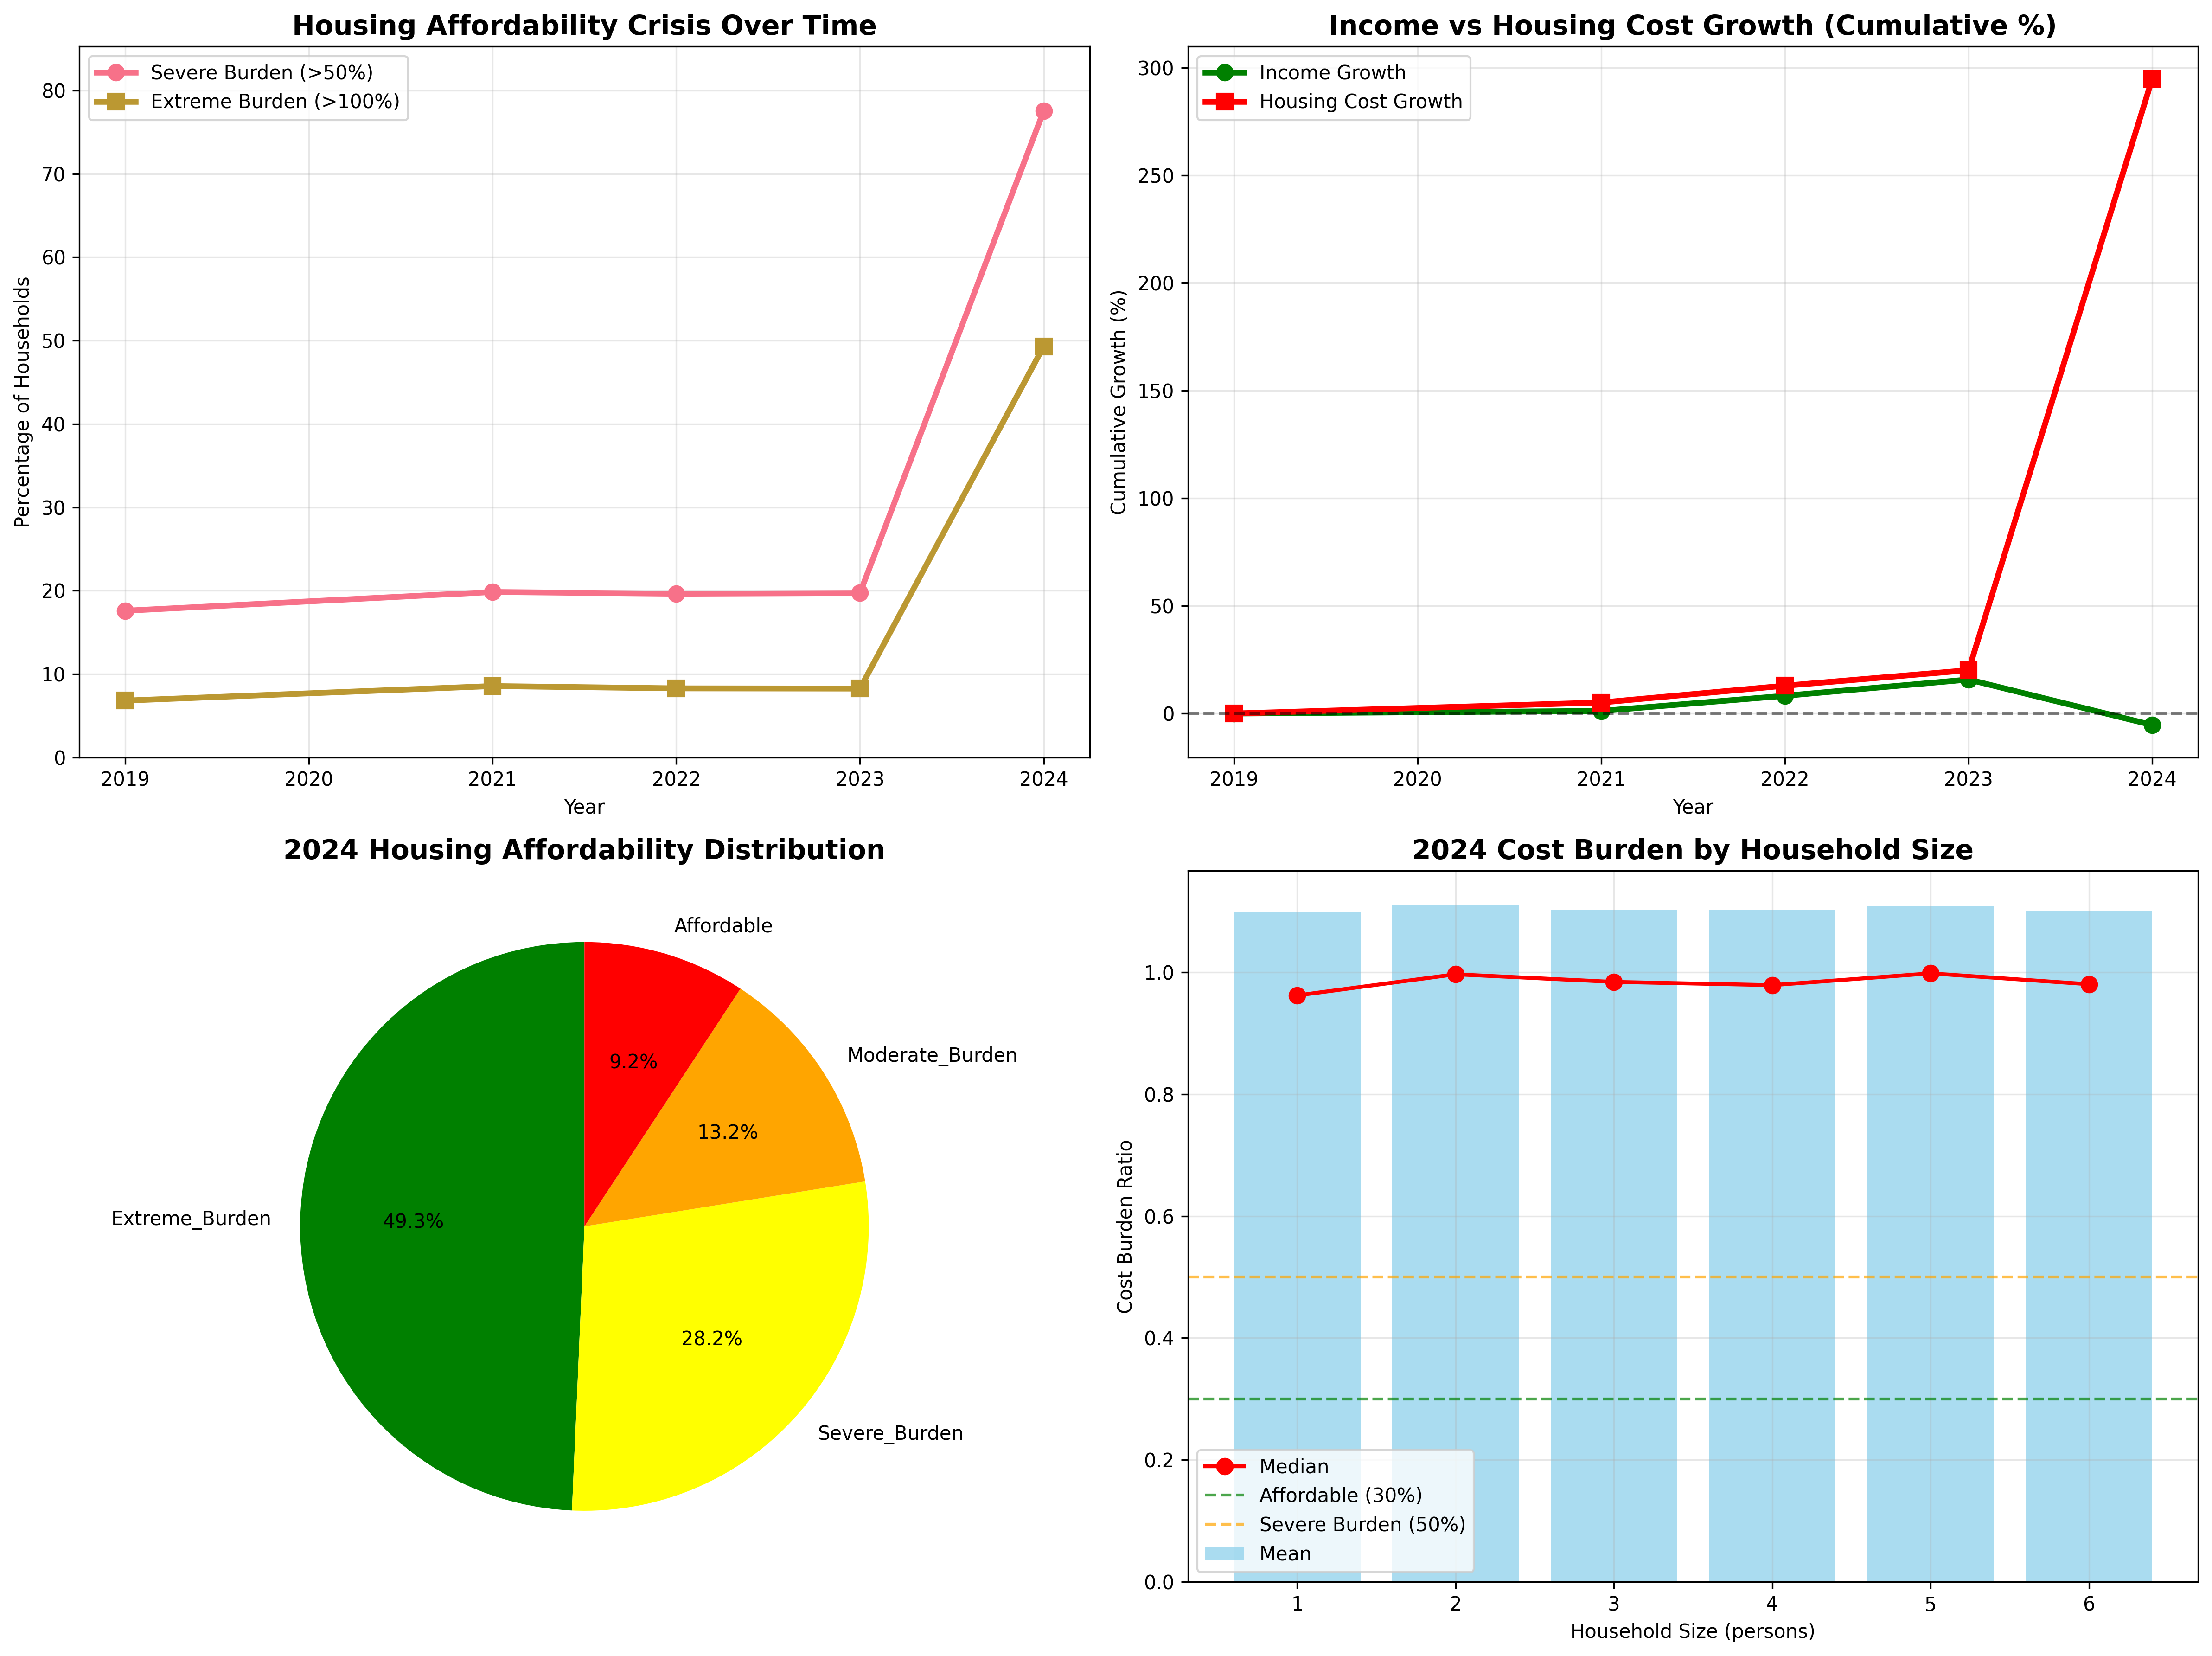 Housing Affordability Crisis Over Time
Severe Burden (>50%)
Extreme Burden (>100%)
80
70
60
50
40
30
20
10
0
Percentage of Households
2019 2020 2021 2022 2023 2024
Year
Income vs Housing Cost Growth (Cumulative %)
Income Growth
Housing Cost Growth
300
250
200
150
100
50
0
Cumulative Growth (%)
2019 2020 2021 2022 2023 2024
Year
2024 Housing Affordability Distribution
Affordable
9.2%
Moderate_Burden
13.2%
Extreme_Burden
49.3%
28.2%
Severe_Burden
2024 Cost Burden by Household Size
1.0
0.8
0.6
0.4
0.2
0.0
Cost Burden Ratio
Median
Affordable (30%)
Severe Burden (50%)
Mean
1 2 3 4 5 6
Household Size (persons)